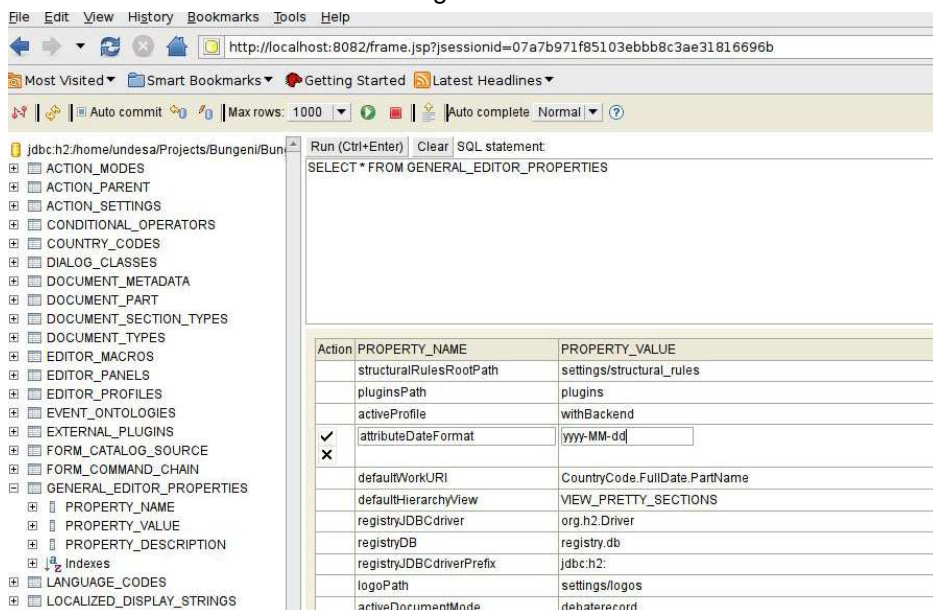 File Edit View History Bookmarks Tools Help
http://localhost:8082/frame.jsp?jsessionid=07a7b971f85103ebbb8c3ae31816696b
Most Visited Smart Bookmarks Getting Started Latest Headlines
Auto commit Max rows: 1000 Auto complete Normal
jdbc:h2:/home/undesa/Projects/Bungeni/Bun
ACTION_MODES
ACTION_PARENT
ACTION_SETTINGS
CONDITIONAL_OPERATORS
COUNTRY_CODES
DIALOG_CLASSES
DOCUMENT_METADATA
DOCUMENT_PART
DOCUMENT_SECTION_TYPES
DOCUMENT_TYPES
EDITOR_MACROS
EDITOR_PANELS
EDITOR_PROFILES
EVENT_ONTOLOGIES
EXTERNAL_PLUGINS
FORM_CATALOG_SOURCE
FORM_COMMAND_CHAIN
GENERAL_EDITOR_PROPERTIES
PROPERTY_NAME
PROPERTY_VALUE
PROPERTY_DESCRIPTION
Indexes
LANGUAGE_CODES
LOCALIZED_DISPLAY_STRINGS
Run (Ctrl+Enter) Clear SQL statement:
SELECT * FROM GENERAL_EDITOR_PROPERTIES
Action PROPERTY_NAME PROPERTY_VALUE
structuralRulesRootPath settings/structural_rules
pluginsPath plugins
activeProfile withBackend
attributeDateFormat yyyy-MM-dd
defaultWorkURI CountryCode.FullDate.PartName
defaultHierarchyView VIEW_PRETTY_SECTIONS
registryJDBCdriver org.h2.Driver
registryDB registry.db
registryJDBCdriverPrefix jdbc:h2:
logoPath settings/logos
activeDocumentMode debaterecord